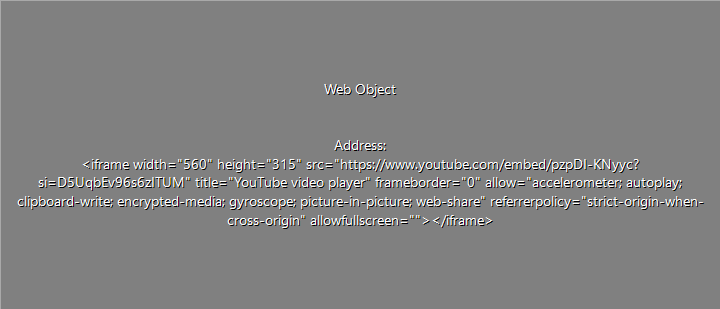 Web Object
Address:
<iframe width="560" height="315" src="https://www.youtube.com/embed/pzpDI-KNyyc?
si=D5UqbEv96s6zITUM" title="YouTube video player" frameborder="0" allow="accelerometer; autoplay;
clipboard-write; encrypted-media; gyroscope; picture-in-picture; web-share" referrerpolicy="strict-origin-when-
cross-origin" allowfullscreen=""></iframe>